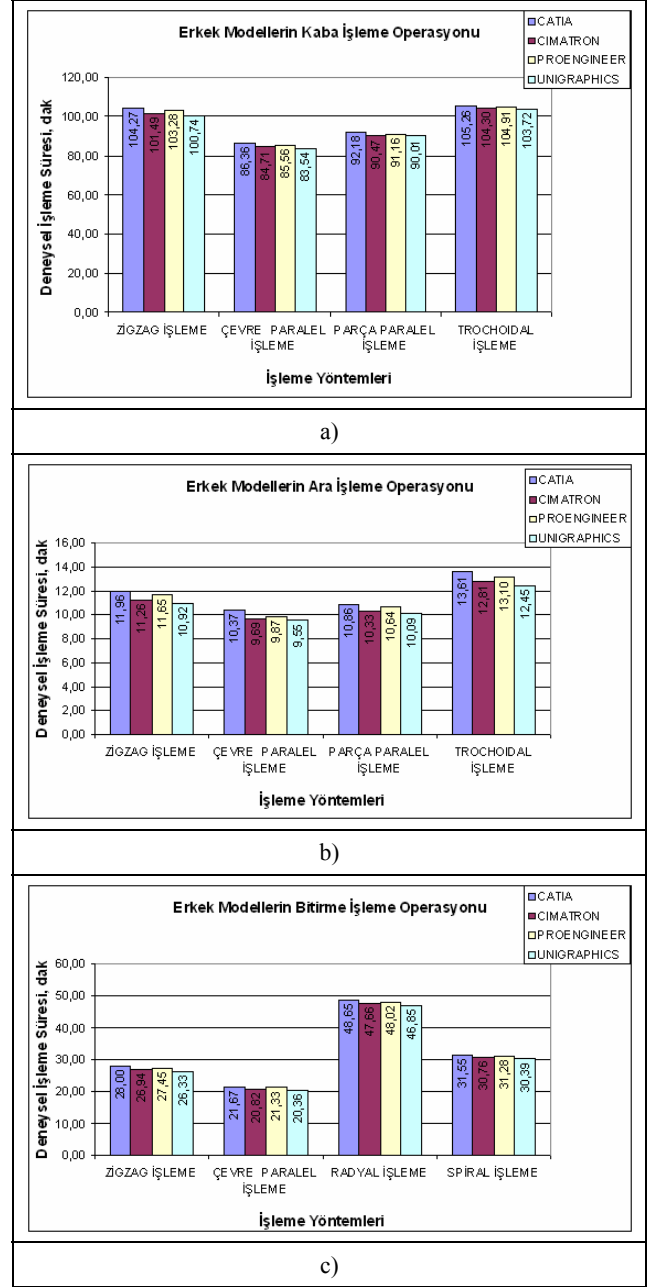 Erkek Modellerin Kaba İşleme Operasyonu
CATIA
CIMATRON
PROENGINEER
UNIGRAPHICS
Deneysel İşleme Süresi, dak
120,00
100,00
80,00
60,00
40,00
20,00
0,00
104,27
101,49
103,28
100,74
86,36
84,71
85,56
83,54
92,18
90,47
91,16
90,01
105,26
104,30
104,91
103,72
ZİGZAG İŞLEME
ÇEVRE PARALEL
İŞLEME
PARÇA PARALEL
İŞLEME
TROCHOIDAL
İŞLEME
İşleme Yöntemleri
a)
Erkek Modellerin Ara İşleme Operasyonu
CATIA
CIMATRON
PROENGINEER
UNIGRAPHICS
Deneysel İşleme Süresi, dak
16,00
14,00
12,00
10,00
8,00
6,00
4,00
2,00
0,00
11,96
11,26
11,65
10,92
10,37
9,69
9,87
9,55
10,86
10,33
10,64
10,09
13,61
12,81
13,10
12,45
ZİGZAG İŞLEME
ÇEVRE PARALEL
İŞLEME
PARÇA PARALEL
İŞLEME
TROCHOIDAL
İŞLEME
İşleme Yöntemleri
b)
Erkek Modellerin Bitirme İşleme Operasyonu
CATIA
CIMATRON
PROENGINEER
UNIGRAPHICS
Deneysel İşleme Süresi, dak
60,00
50,00
40,00
30,00
20,00
10,00
0,00
28,00
26,94
27,45
26,33
21,67
20,82
21,33
20,36
48,65
47,66
48,02
46,85
31,55
30,76
31,28
30,39
ZİGZAG İŞLEME
ÇEVRE PARALEL
İŞLEME
RADYAL İŞLEME
SPİRAL İŞLEME
İşleme Yöntemleri
c)